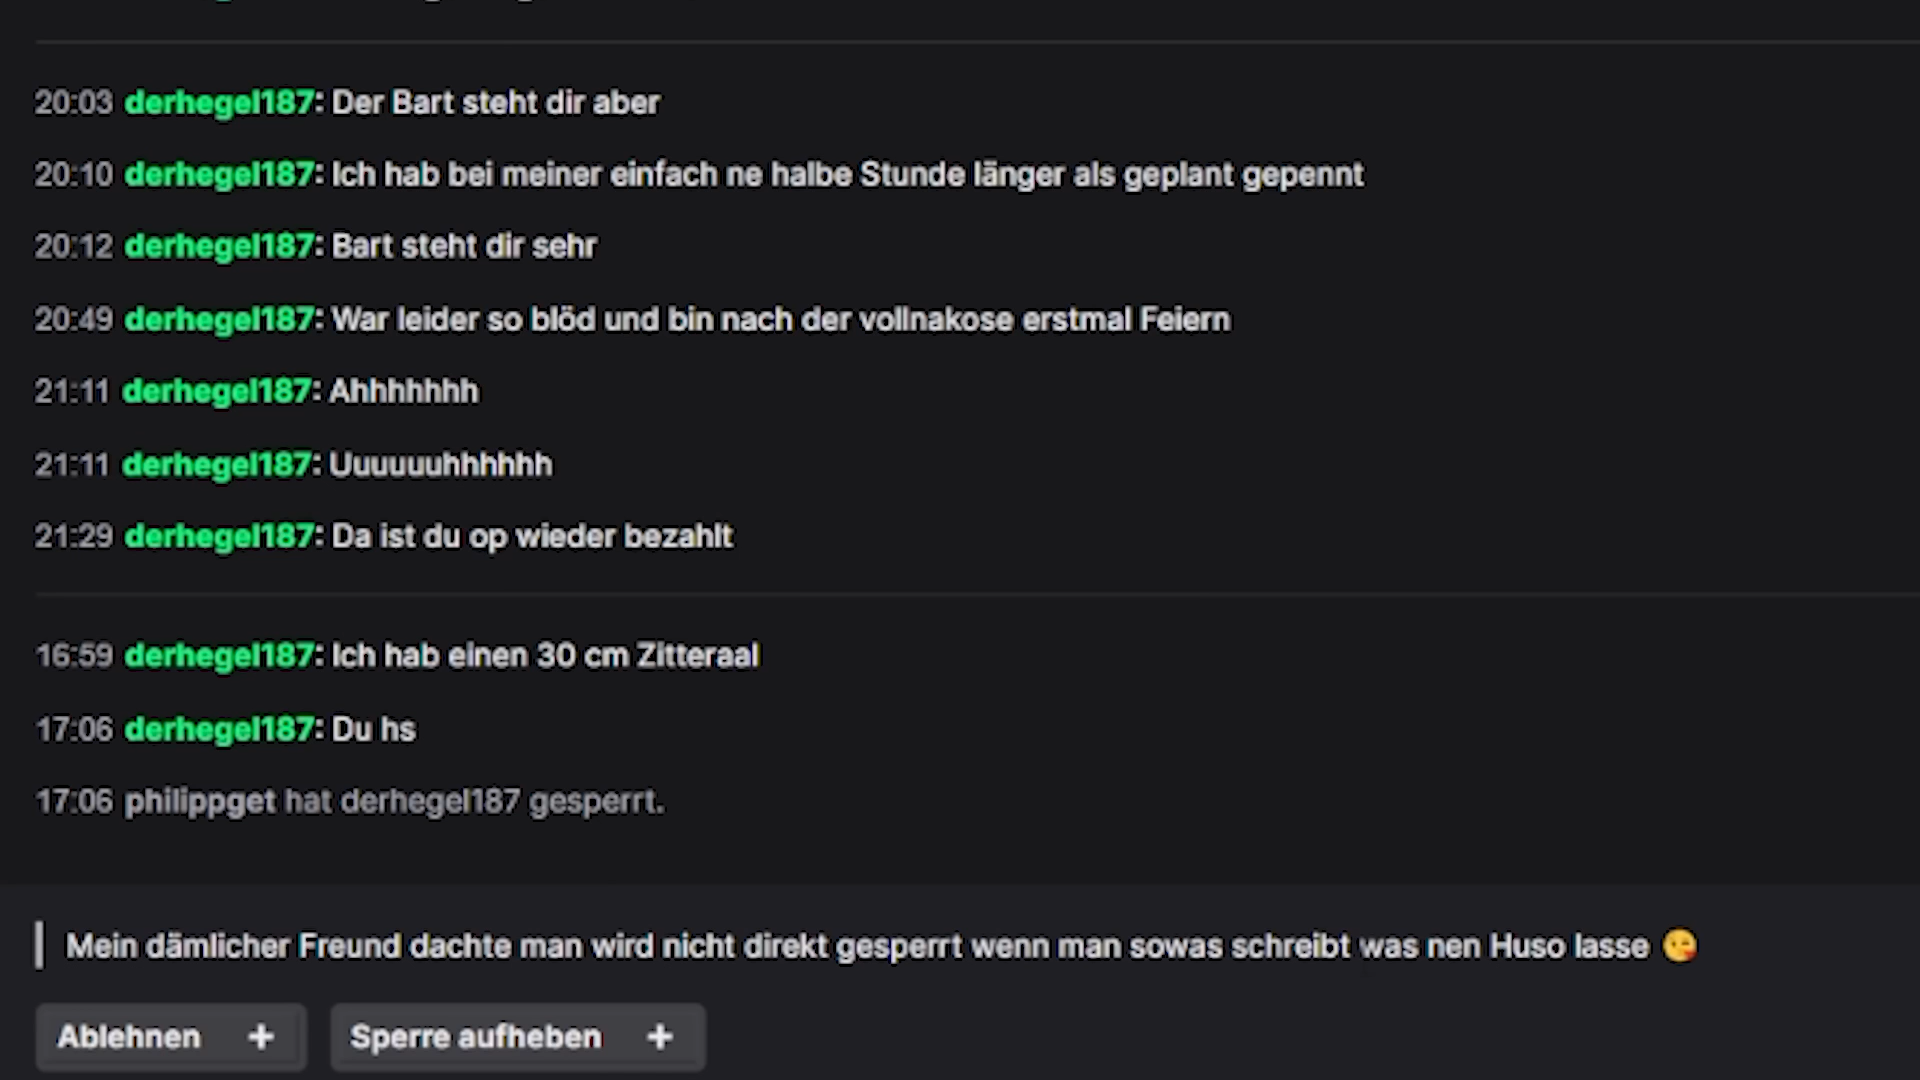 20:03 derhegel187: Der Bart steht dir aber
20:10 derhegel187: Ich hab bei meiner einfach ne halbe Stunde länger als geplant gepennt
20:12 derhegel187: Bart steht dir sehr
20:49 derhegel187: War leider so blöd und bin nach der vollnakose erstmal Feiern
21:11 derhegel187: Ahhhhhhh
21:11 derhegel187: Uuuuuuhhhhhh
21:29 derhegel187: Da ist du op wieder bezahlt
16:59 derhegel187: Ich hab einen 30 cm Zitteraal
17:06 derhegel187: Du hs
17:06 philippget hat derhegel187 gesperrt.
Mein dämlicher Freund dachte man wird nicht direkt gesperrt wenn man sowas schreibt was nen Huso lasse 😘
Ablehnen + Sperre aufheben +